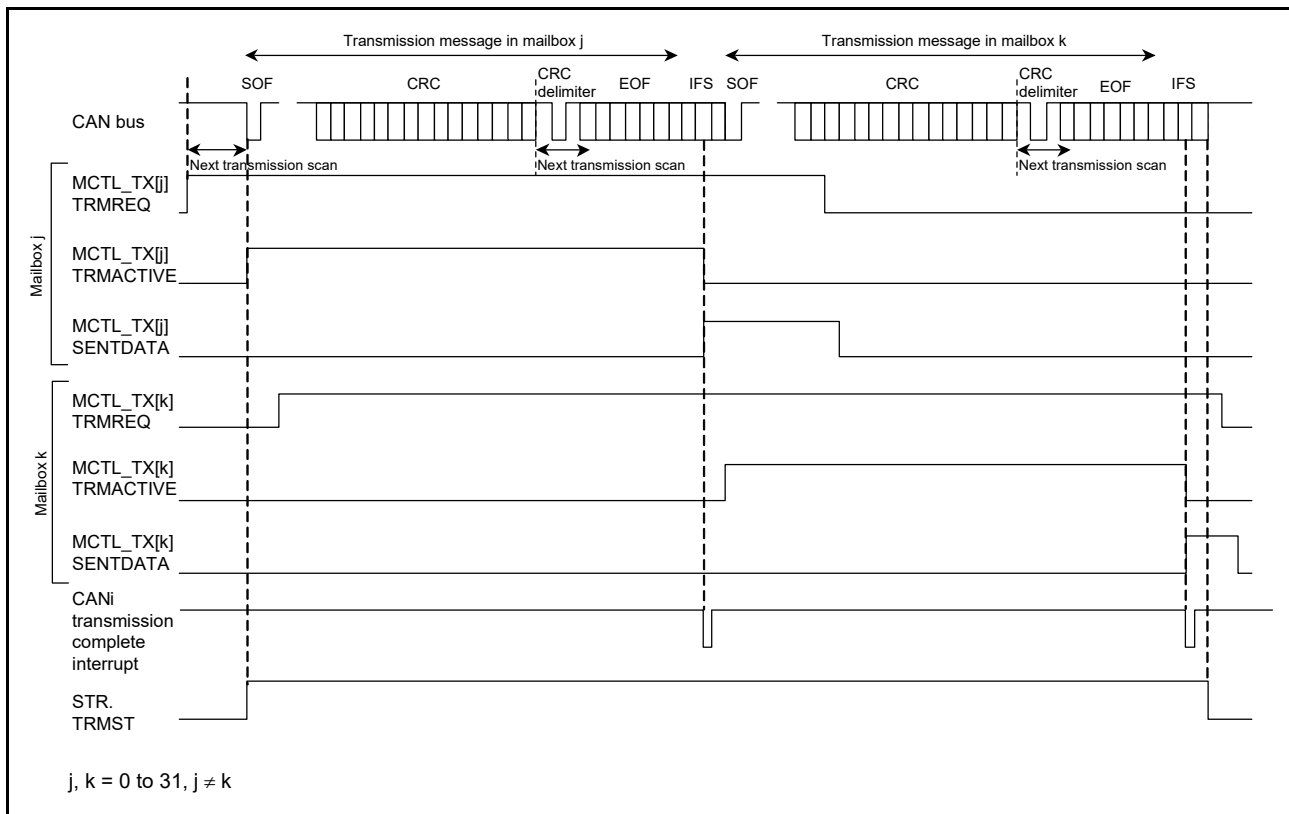 Transmission message in mailbox j
Transmission message in mailbox k
SOF
CRC
CRC
delimiter
EOF
IFS
SOF
CRC
CRC
delimiter
EOF
IFS
CAN bus
Next transmission scan
Next transmission scan
Next transmission scan
Mailbox j
MCTL_TX[j]
TRMREQ
MCTL_TX[j]
TRMACTIVE
MCTL_TX[j]
SENTDATA
Mailbox k
MCTL_TX[k]
TRMREQ
MCTL_TX[k]
TRMACTIVE
MCTL_TX[k]
SENTDATA
CANi
transmission
complete
interrupt
STR.
TRMST
j, k = 0 to 31, j ≠ k